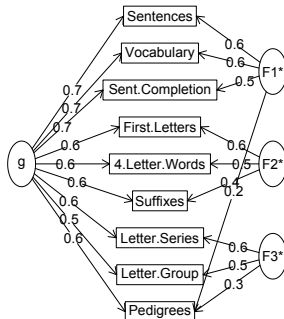 Sentences
0.6
Vocabulary
F1*
0.6
0.5
Sent.Completion
0.7
0.7
0.7
First.Letters
0.6
0.6
g
0.6
4.Letter.Words
0.5
F2*
0.4
0.2
0.6
Suffixes
0.6
Letter.Series
0.6
0.5
Letter.Group
0.5
F3*
0.6
0.3
Pedigrees